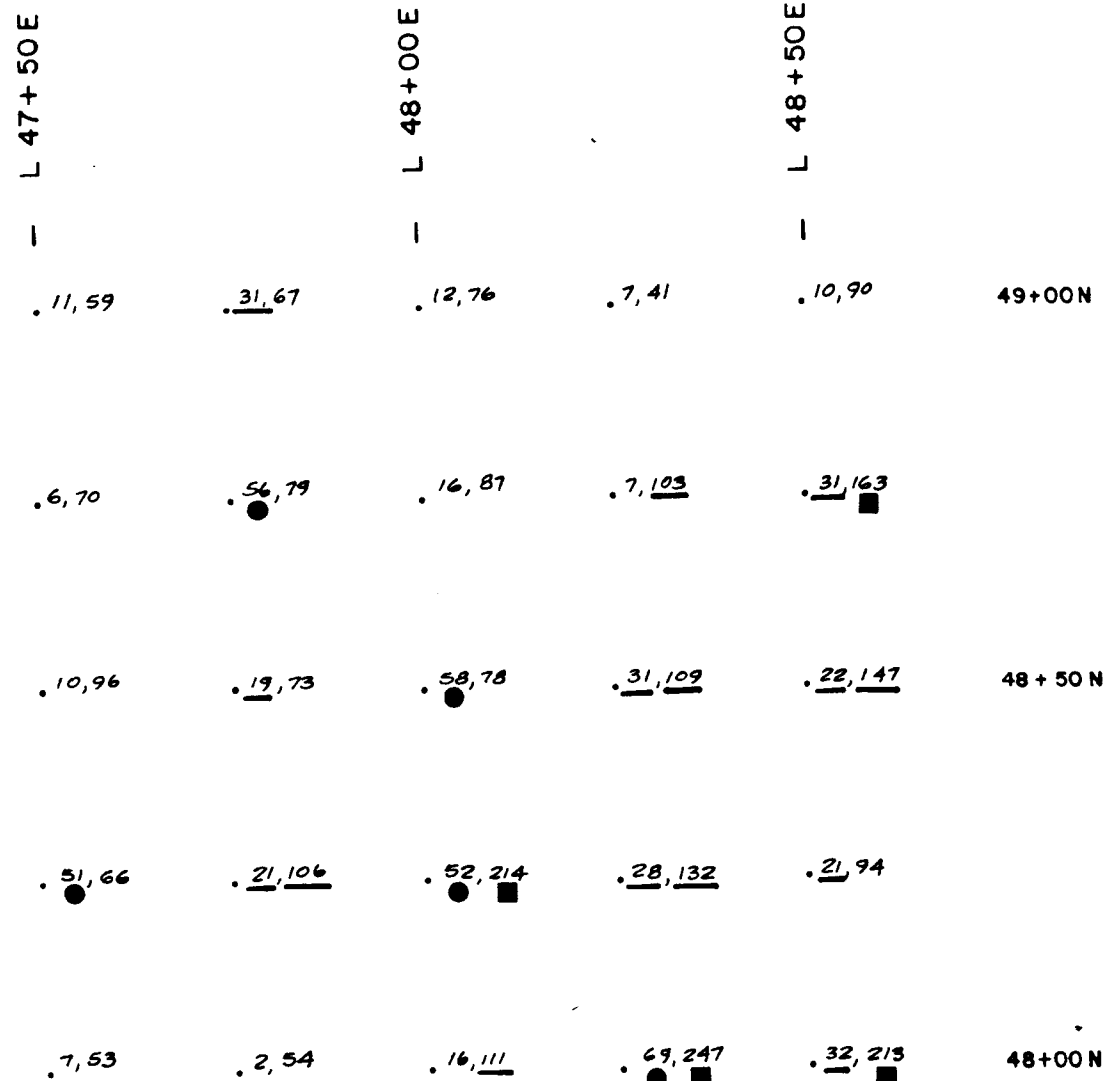 L 47+50E L 48+00E L 48+50E
11, 59 31, 67 12, 76 7, 41 10, 90 49+00N
6, 70 56, 79 16, 87 7, 103 31, 163
10, 96 19, 73 58, 78 31, 109 22, 147 48+50N
51, 66 21, 106 52, 214 28, 132 21, 94
7, 53 2, 54 16, 111 69, 247 32, 213 48+00N